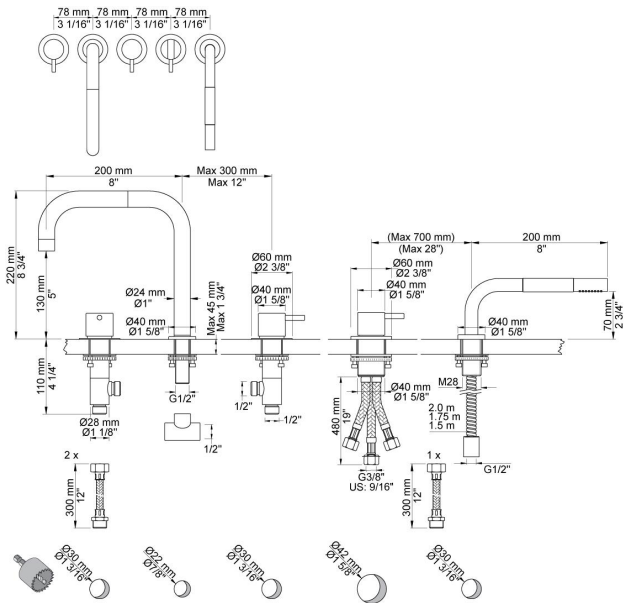 78 mm 78 mm 78 mm 78 mm
3 1/16" 3 1/16" 3 1/16" 3 1/16"
200 mm
8"
Max 300 mm
Max 12"
(Max 700 mm)
(Max 28")
200 mm
8"
220 mm
8 3/4"
130 mm
5"
Ø24 mm
Ø1"
Ø40 mm
Ø1 5/8"
Max 45 mm
Max 1 3/4"
Ø60 mm
Ø2 3/8"
Ø40 mm
Ø1 5/8"
Ø60 mm
Ø2 3/8"
Ø40 mm
Ø1 5/8"
Ø40 mm
Ø1 5/8"
70 mm
2 3/4"
110 mm
4 1/4"
G1/2"
1/2"
1/2"
Ø28 mm
Ø1 1/8"
1/2"
480 mm
19"
Ø40 mm
Ø1 5/8"
M28
2.0 m
1.75 m
1.5 m
G3/8"
US: 9/16"
G1/2"
2 x
300 mm
12"
1 x
300 mm
12"
Ø30 mm
Ø1 3/16"
Ø22 mm
Ø7/8"
Ø30 mm
Ø1 3/16"
Ø42 mm
Ø1 5/8"
Ø30 mm
Ø1 3/16"